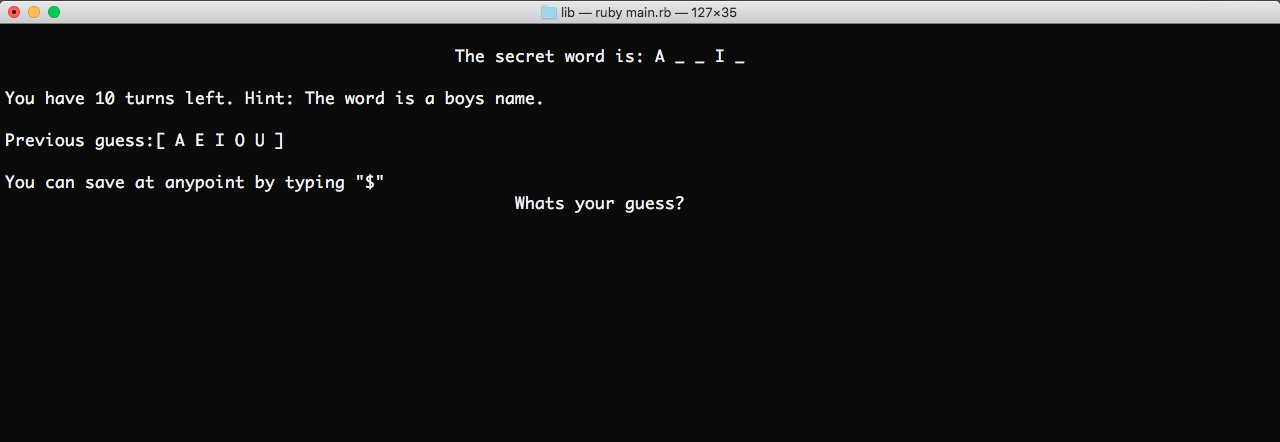 lib — ruby main.rb — 127×35
The secret word is: A _ _ I _
You have 10 turns left. Hint: The word is a boys name.
Previous guess:[ A E I O U ]
You can save at anypoint by typing "$"
Whats your guess?